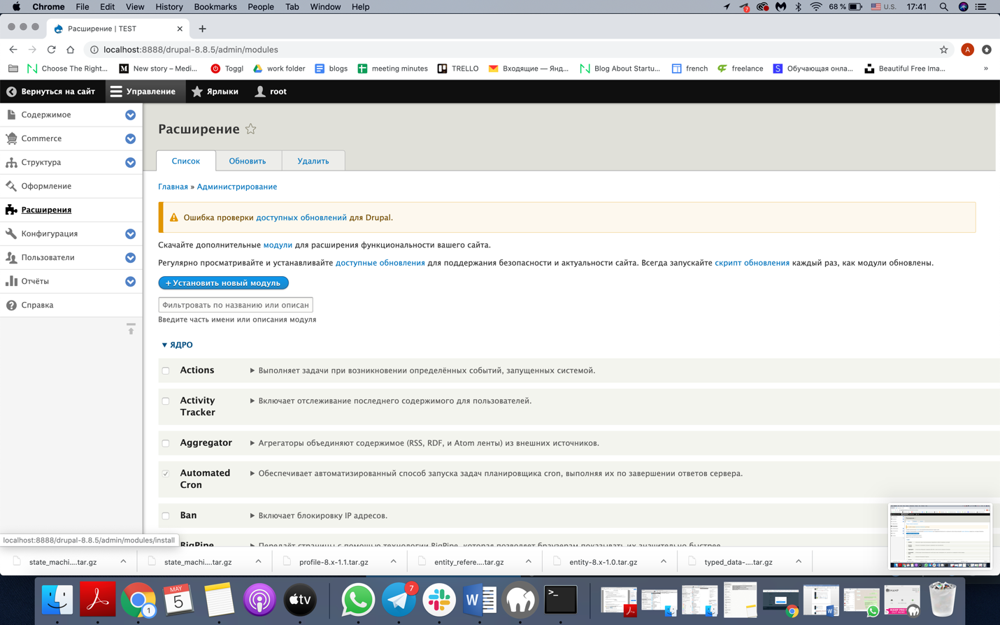 Chrome File Edit View History Bookmarks People Tab Window Help 7 68 % U.S. 17:41
Расширение | TEST
localhost:8888/drupal-8.8.5/admin/modules A
Choose The Right... New story – Medi... Toggl work folder blogs meeting minutes TRELLO Входящие — Янд... Blog About Startu... french freelance S Обучающая онла... Beautiful Free Ima... »
Вернуться на сайт Управление Ярлыки root
Содержимое
Commerce
Структура
Оформление
Расширения
Конфигурация
Пользователи
Отчёты
Справка
Расширение
Список Обновить Удалить
Главная » Администрирование
Ошибка проверки доступных обновлений для Drupal.
Скачайте дополнительные модули для расширения функциональности вашего сайта.
Регулярно просматривайте и устанавливайте доступные обновления для поддержания безопасности и актуальности сайта. Всегда запускайте скрипт обновления каждый раз, как модули обновлены.
+ Установить новый модуль
Фильтровать по названию или описан
Введите часть имени или описания модуля
▼ ЯДРО
Actions ▶ Выполняет задачи при возникновении определённых событий, запущенных системой.
Activity Tracker ▶ Включает отслеживание последнего содержимого для пользователей.
Aggregator ▶ Агрегаторы объединяют содержимое (RSS, RDF, и Atom ленты) из внешних источников.
Automated Cron ▶ Обеспечивает автоматизированный способ запуска задач планировщика cron, выполняя их по завершении ответов сервера.
Ban ▶ Включает блокировку IP адресов.
BigPipe ▶ Передаёт страницы с помощью технологии BigPipe, которая позволяет браузерам показывать их значительно быстрее.
localhost:8888/drupal-8.8.5/admin/modules/install
state_machi....tar.gz state_machi....tar.gz profile-8.x-1.1.tar.gz entity_refere....tar.gz entity-8.x-1.0.tar.gz typed_data-....tar.gz
1 MAY 5 tv 7 W >_